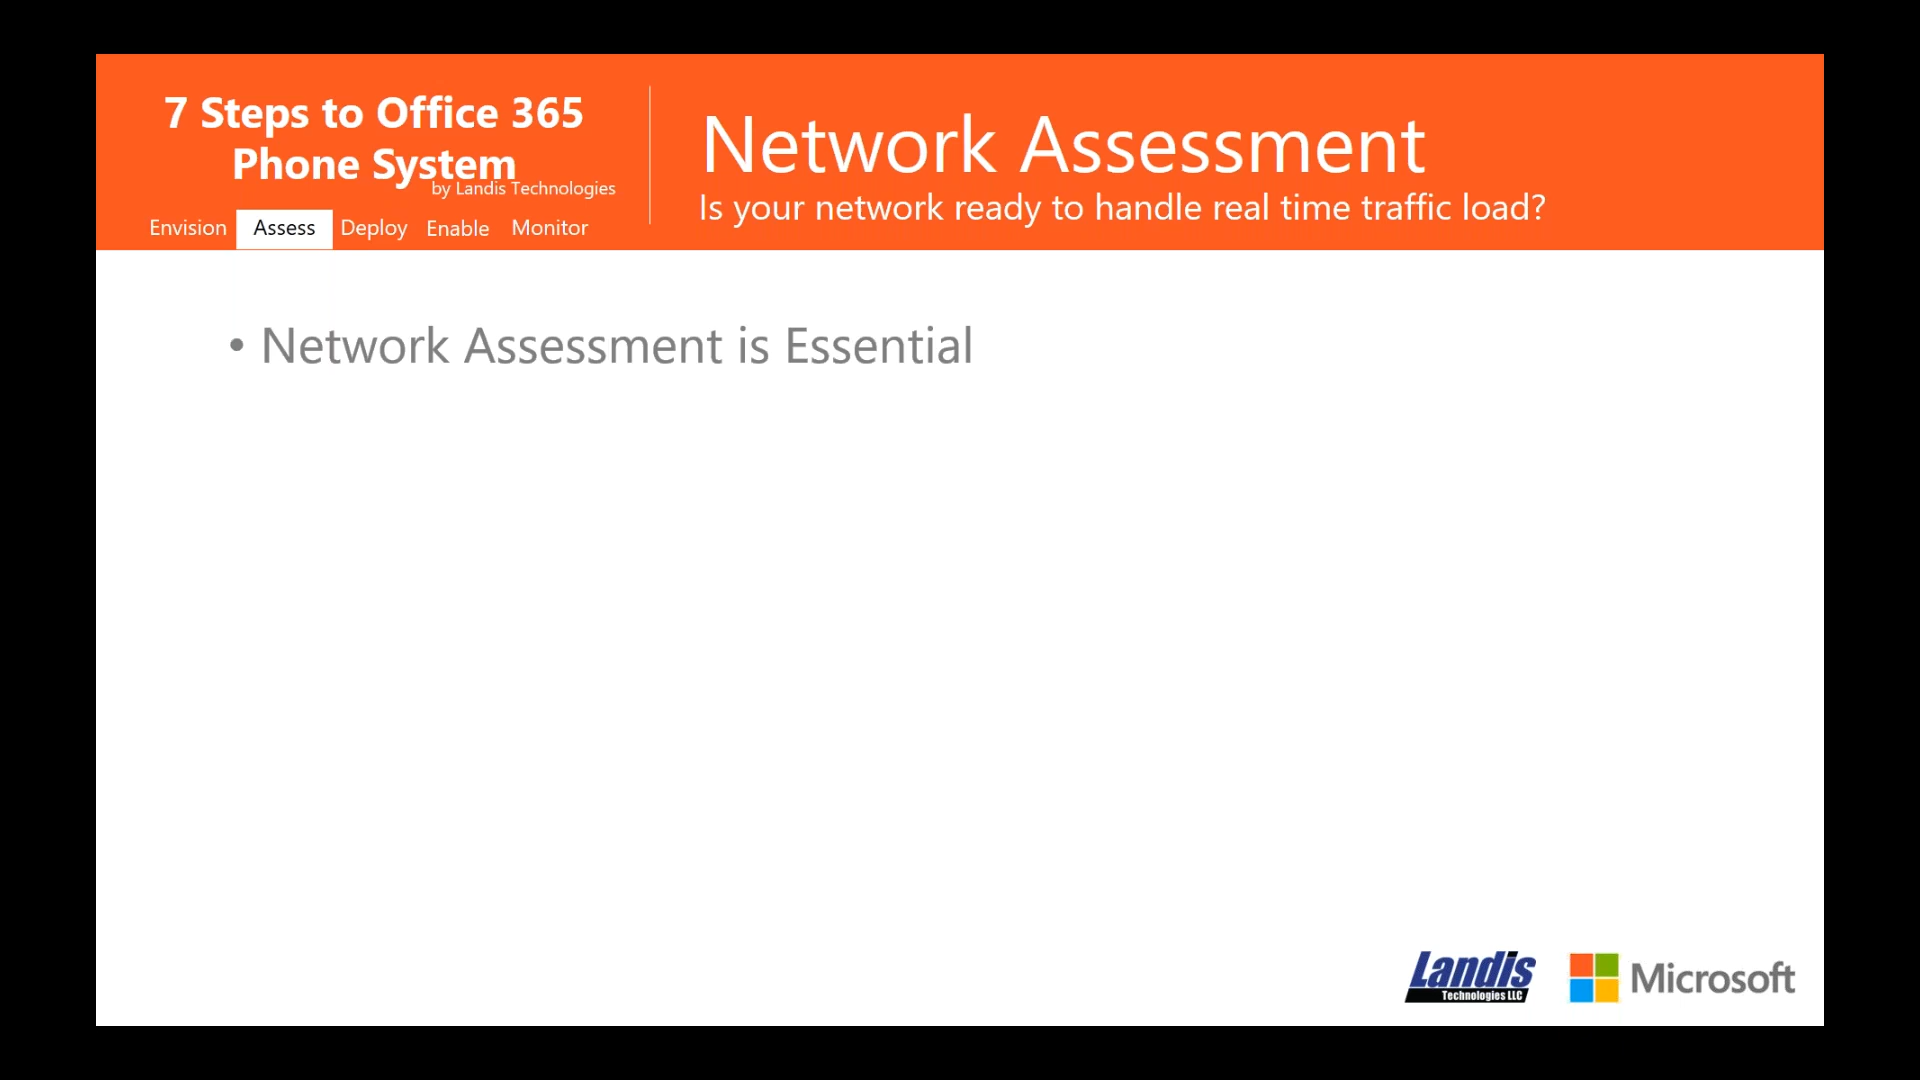 7 Steps to Office 365
Phone System
by Landis Technologies
Envision Assess Deploy Enable Monitor
Network Assessment
Is your network ready to handle real time traffic load?
• Network Assessment is Essential
Landis
Technologies LLC
Microsoft